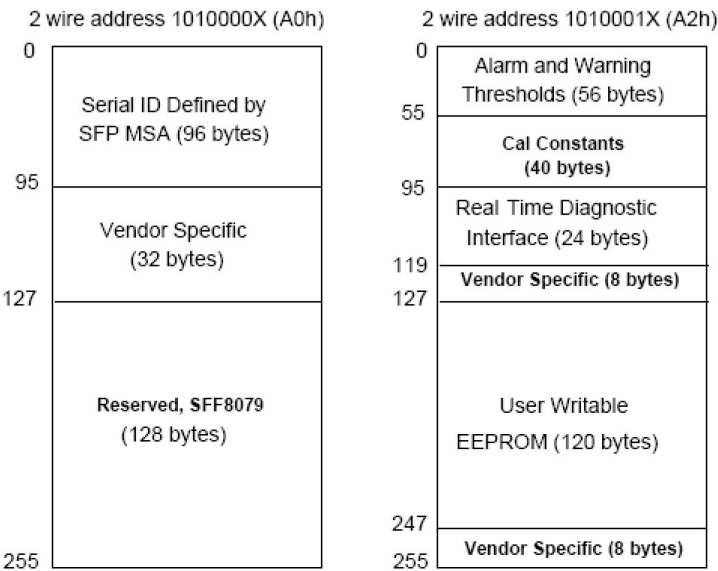 2 wire address 1010000X (A0h)
0
Serial ID Defined by
SFP MSA (96 bytes)
95
Vendor Specific
(32 bytes)
127
Reserved, SFF8079
(128 bytes)
255
2 wire address 1010001X (A2h)
0
Alarm and Warning
Thresholds (56 bytes)
55
Cal Constants
(40 bytes)
95
Real Time Diagnostic
Interface (24 bytes)
119
Vendor Specific (8 bytes)
127
User Writable
EEPROM (120 bytes)
247
Vendor Specific (8 bytes)
255